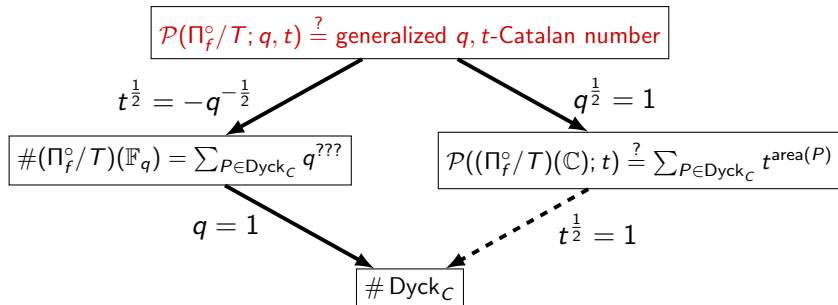 𝒫(Π°_f/T; q, t) ≟ generalized q, t-Catalan number
t^{1/2} = −q^{−1/2}
q^{1/2} = 1
#(Π°_f/T)(𝔽_q) = ∑_{P∈Dyck_C} q^{???}
𝒫((Π°_f/T)(ℂ); t) ≟ ∑_{P∈Dyck_C} t^{area(P)}
q = 1
t^{1/2} = 1
# Dyck_C